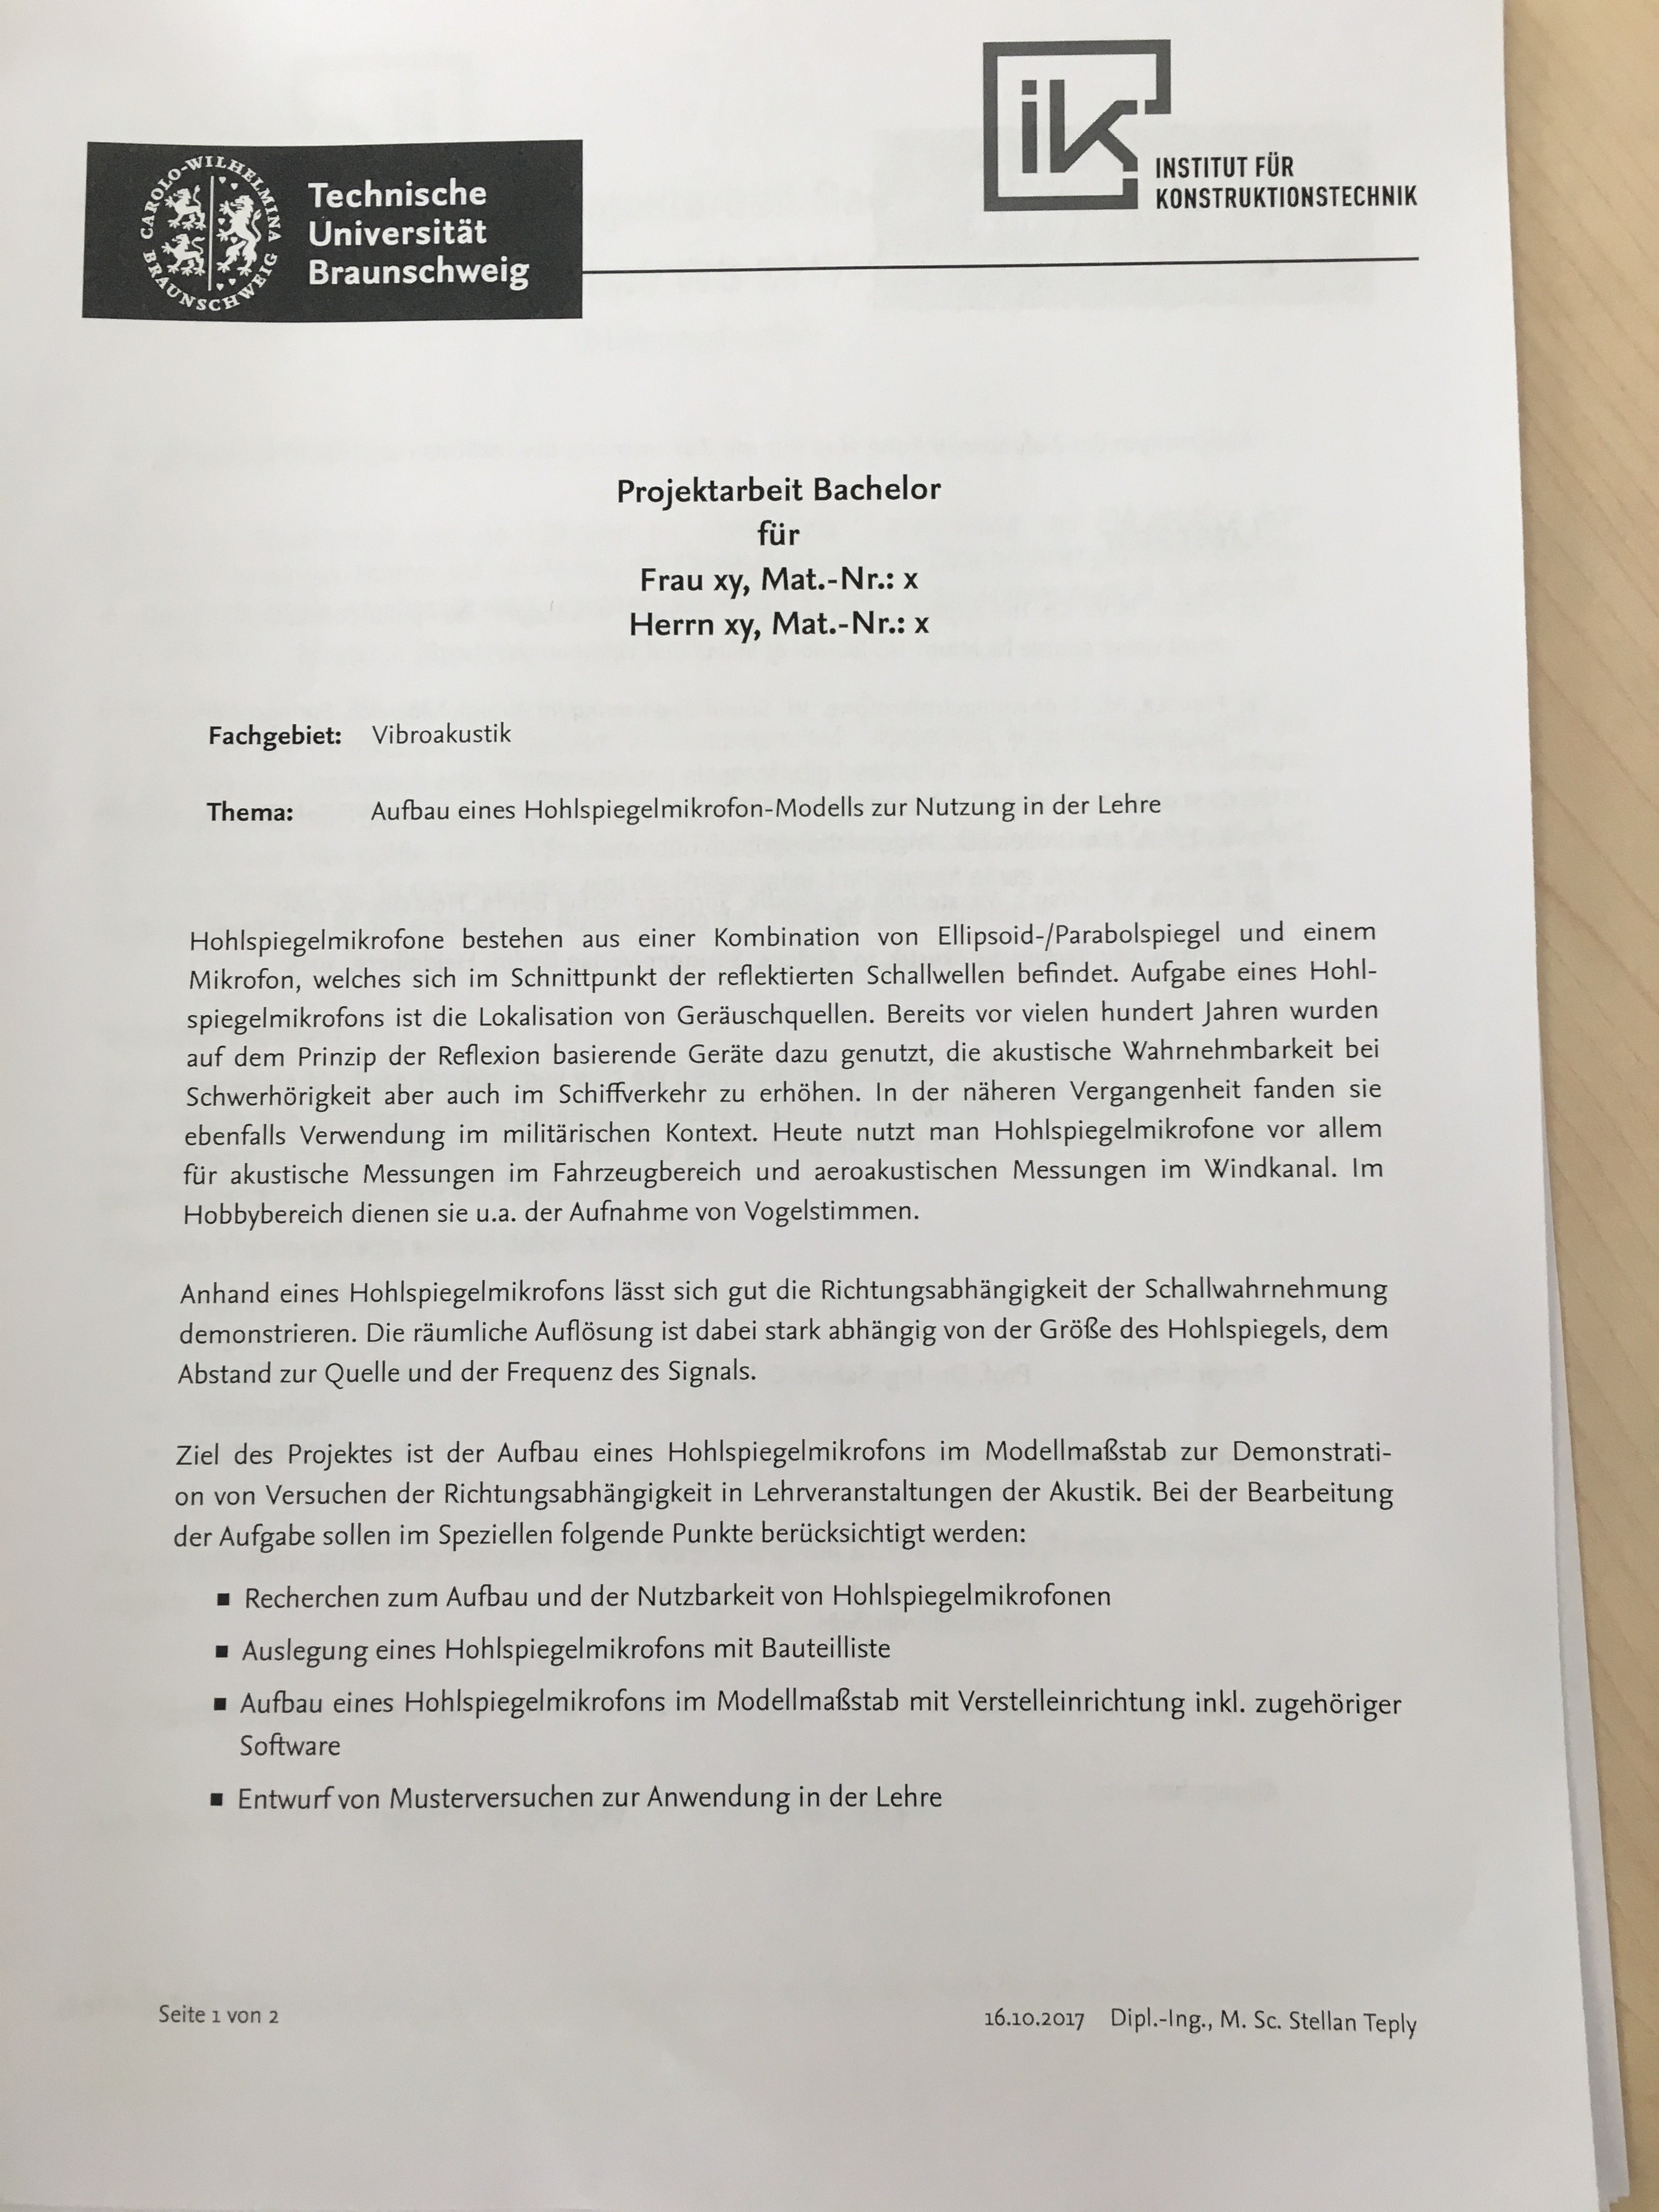 CAROLO-WILHELMINA
BRAUNSCHWEIG
Technische
Universität
Braunschweig
ik
INSTITUT FÜR
KONSTRUKTIONSTECHNIK
Projektarbeit Bachelor
für
Frau xy, Mat.-Nr.: x
Herrn xy, Mat.-Nr.: x
Fachgebiet: Vibroakustik
Thema: Aufbau eines Hohlspiegelmikrofon-Modells zur Nutzung in der Lehre
Hohlspiegelmikrofone bestehen aus einer Kombination von Ellipsoid-/Parabolspiegel und einem
Mikrofon, welches sich im Schnittpunkt der reflektierten Schallwellen befindet. Aufgabe eines Hohl-
spiegelmikrofons ist die Lokalisation von Geräuschquellen. Bereits vor vielen hundert Jahren wurden
auf dem Prinzip der Reflexion basierende Geräte dazu genutzt, die akustische Wahrnehmbarkeit bei
Schwerhörigkeit aber auch im Schiffverkehr zu erhöhen. In der näheren Vergangenheit fanden sie
ebenfalls Verwendung im militärischen Kontext. Heute nutzt man Hohlspiegelmikrofone vor allem
für akustische Messungen im Fahrzeugbereich und aeroakustischen Messungen im Windkanal. Im
Hobbybereich dienen sie u.a. der Aufnahme von Vogelstimmen.
Anhand eines Hohlspiegelmikrofons lässt sich gut die Richtungsabhängigkeit der Schallwahrnehmung
demonstrieren. Die räumliche Auflösung ist dabei stark abhängig von der Größe des Hohlspiegels, dem
Abstand zur Quelle und der Frequenz des Signals.
Ziel des Projektes ist der Aufbau eines Hohlspiegelmikrofons im Modellmaßstab zur Demonstrati-
on von Versuchen der Richtungsabhängigkeit in Lehrveranstaltungen der Akustik. Bei der Bearbeitung
der Aufgabe sollen im Speziellen folgende Punkte berücksichtigt werden:
▪ Recherchen zum Aufbau und der Nutzbarkeit von Hohlspiegelmikrofonen
▪ Auslegung eines Hohlspiegelmikrofons mit Bauteilliste
▪ Aufbau eines Hohlspiegelmikrofons im Modellmaßstab mit Verstelleinrichtung inkl. zugehöriger
Software
▪ Entwurf von Musterversuchen zur Anwendung in der Lehre
Seite 1 von 2 16.10.2017 Dipl.-Ing., M. Sc. Stellan Teply